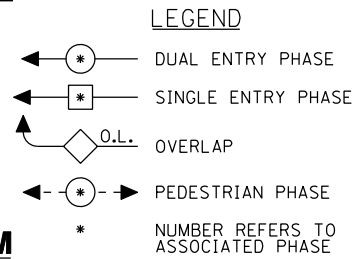 LEGEND
* DUAL ENTRY PHASE
* SINGLE ENTRY PHASE
O.L. OVERLAP
* PEDESTRIAN PHASE
* NUMBER REFERS TO
ASSOCIATED PHASE
M